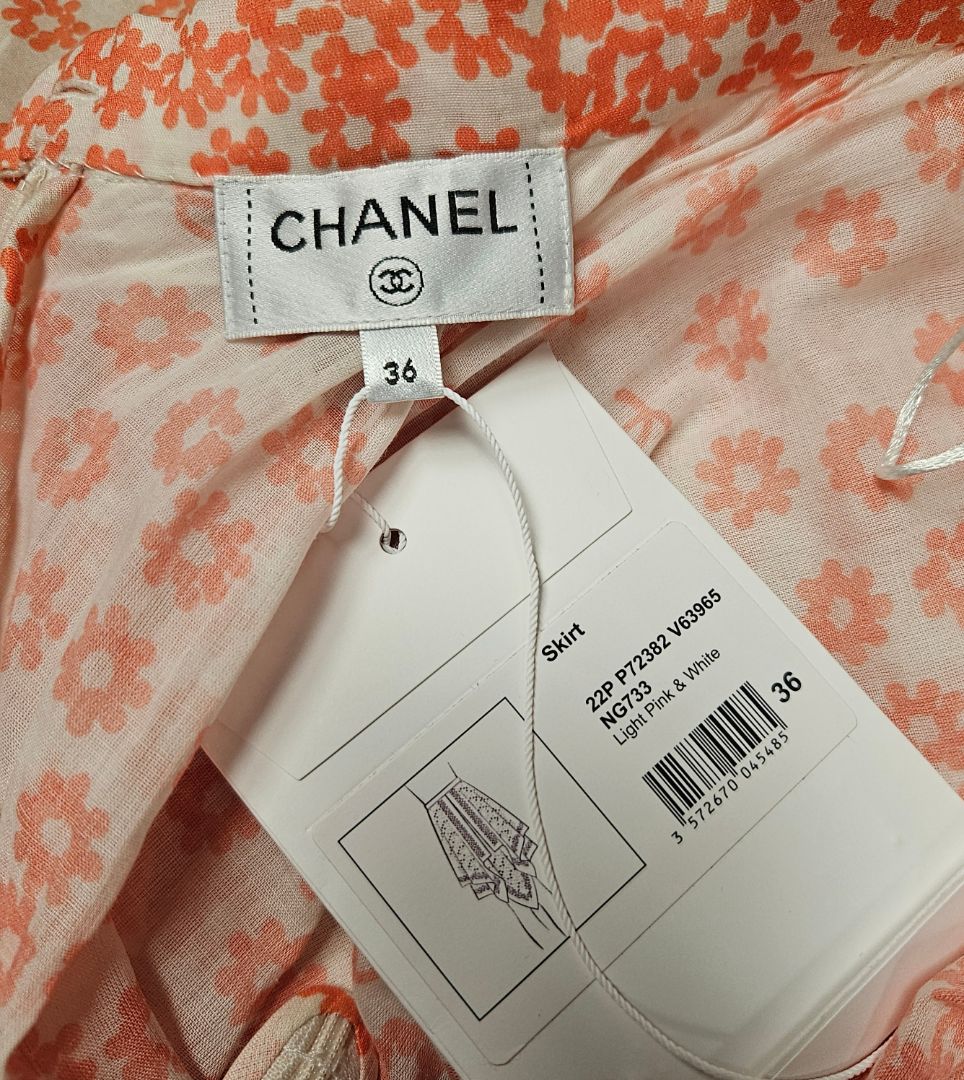 CHANEL
36
Skirt
22P P72382 V63965
NG733
Light Pink & White
36
3 572670 045485